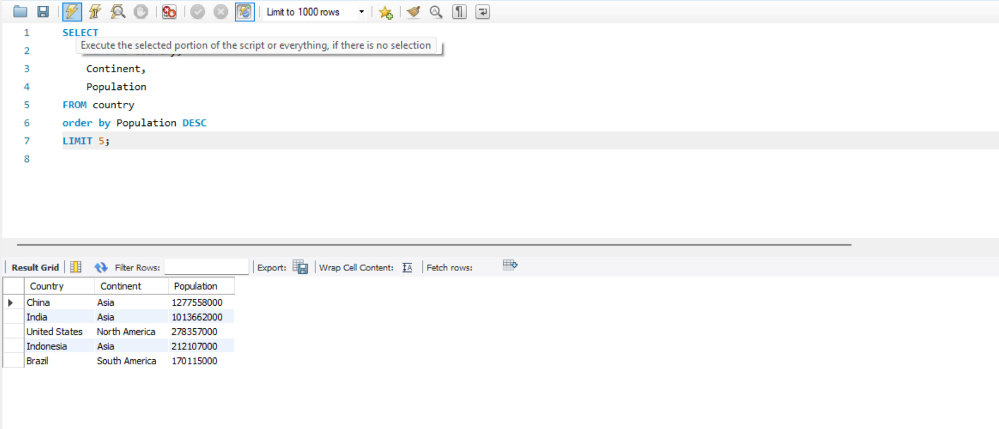 Limit to 1000 rows
1 SELECT
Execute the selected portion of the script or everything, if there is no selection
2
3 Continent,
4 Population
5 FROM country
6 order by Population DESC
7 LIMIT 5;
8
Result Grid Filter Rows: Export: Wrap Cell Content: Fetch rows:
Country Continent Population
China Asia 1277558000
India Asia 1013662000
United States North America 278357000
Indonesia Asia 212107000
Brazil South America 170115000